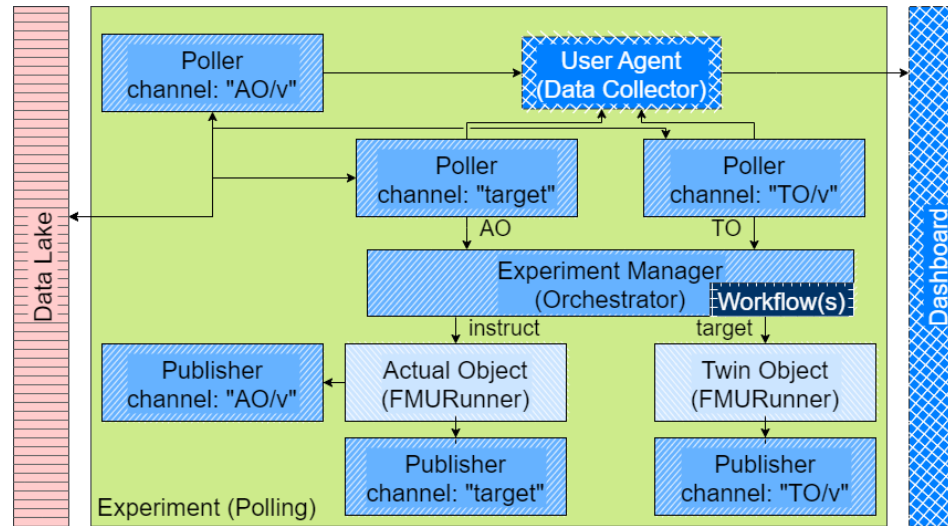 Data Lake
Poller
channel: "AO/v"
User Agent
(Data Collector)
Dashboard
Poller
channel: "target"
Poller
channel: "TO/v"
AO
TO
Experiment Manager
(Orchestrator)
Workflow(s)
instruct
target
Publisher
channel: "AO/v"
Actual Object
(FMURunner)
Twin Object
(FMURunner)
Publisher
channel: "target"
Publisher
channel: "TO/v"
Experiment (Polling)